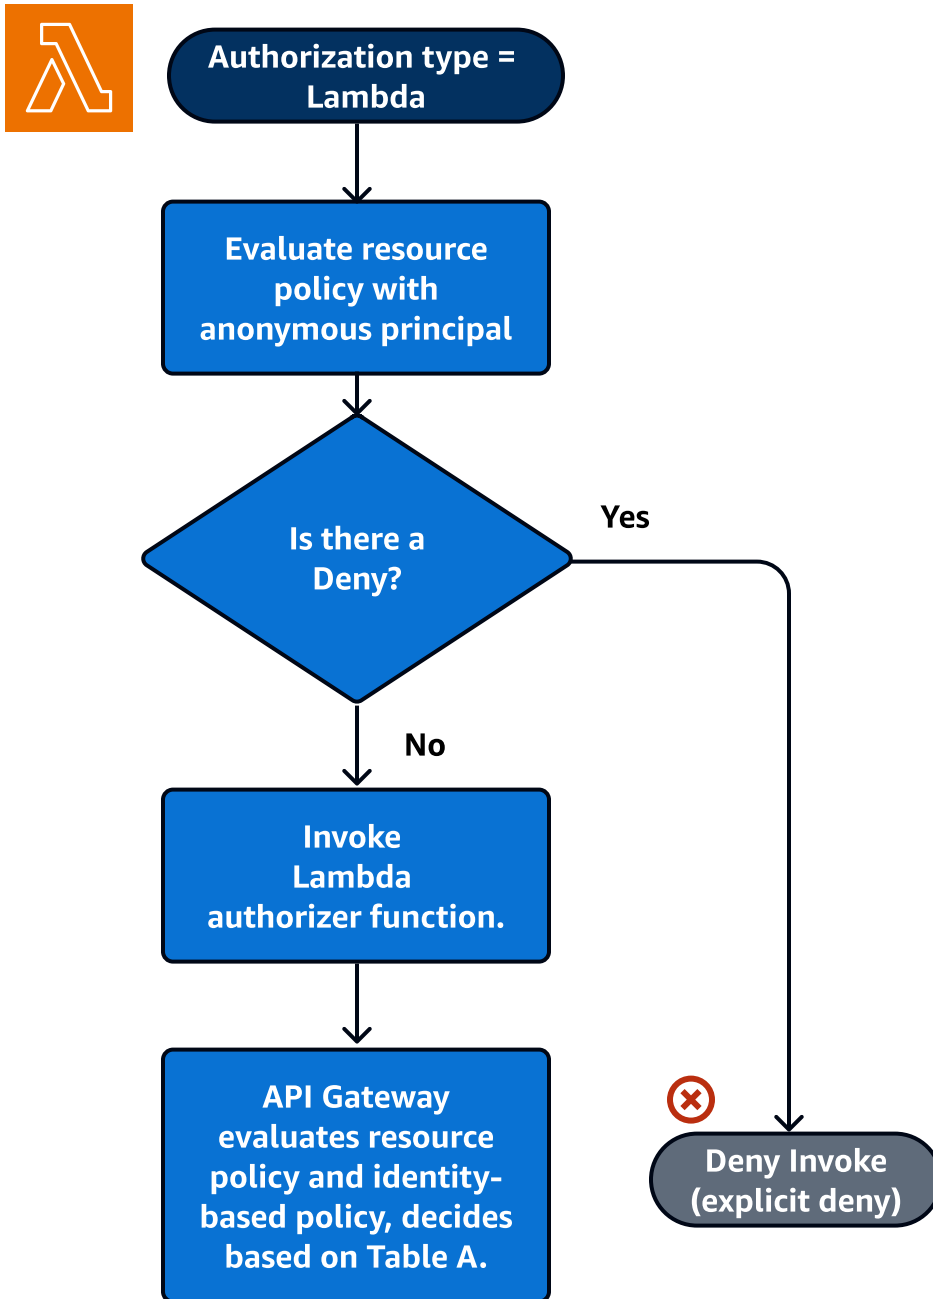 Authorization type =
Lambda
Evaluate resource
policy with
anonymous principal
Is there a
Deny?
Yes
No
Invoke
Lambda
authorizer function.
API Gateway
evaluates resource
policy and identity-
based policy, decides
based on Table A.
Deny Invoke
(explicit deny)